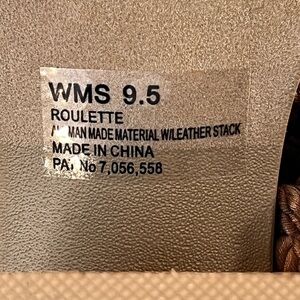 WMS 9.5
ROULETTE
MAN MADE MATERIAL W/LEATHER STACK
MADE IN CHINA
PAT No 7,056,558